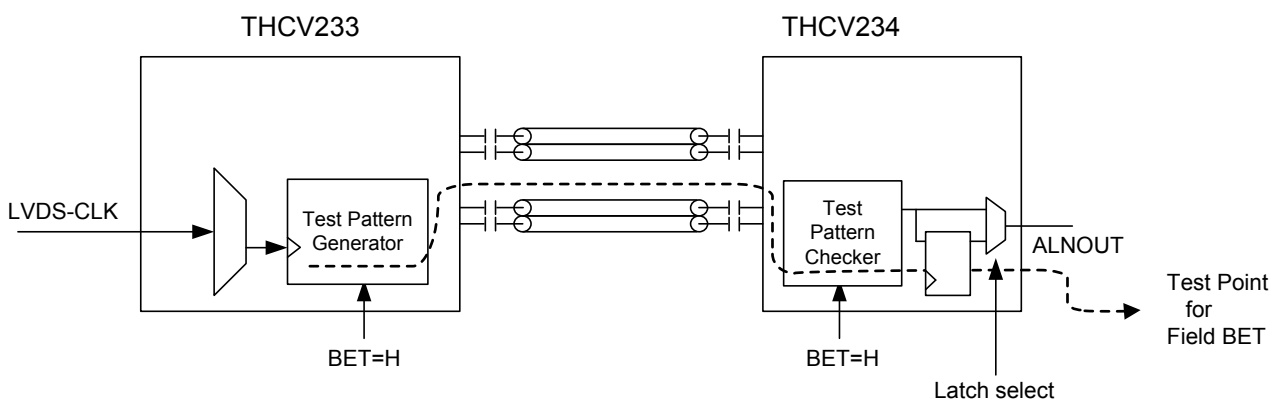 THCV233
THCV234
LVDS-CLK
Test Pattern
Generator
BET=H
Test
Pattern
Checker
BET=H
ALNOUT
Latch select
Test Point
for
Field BET